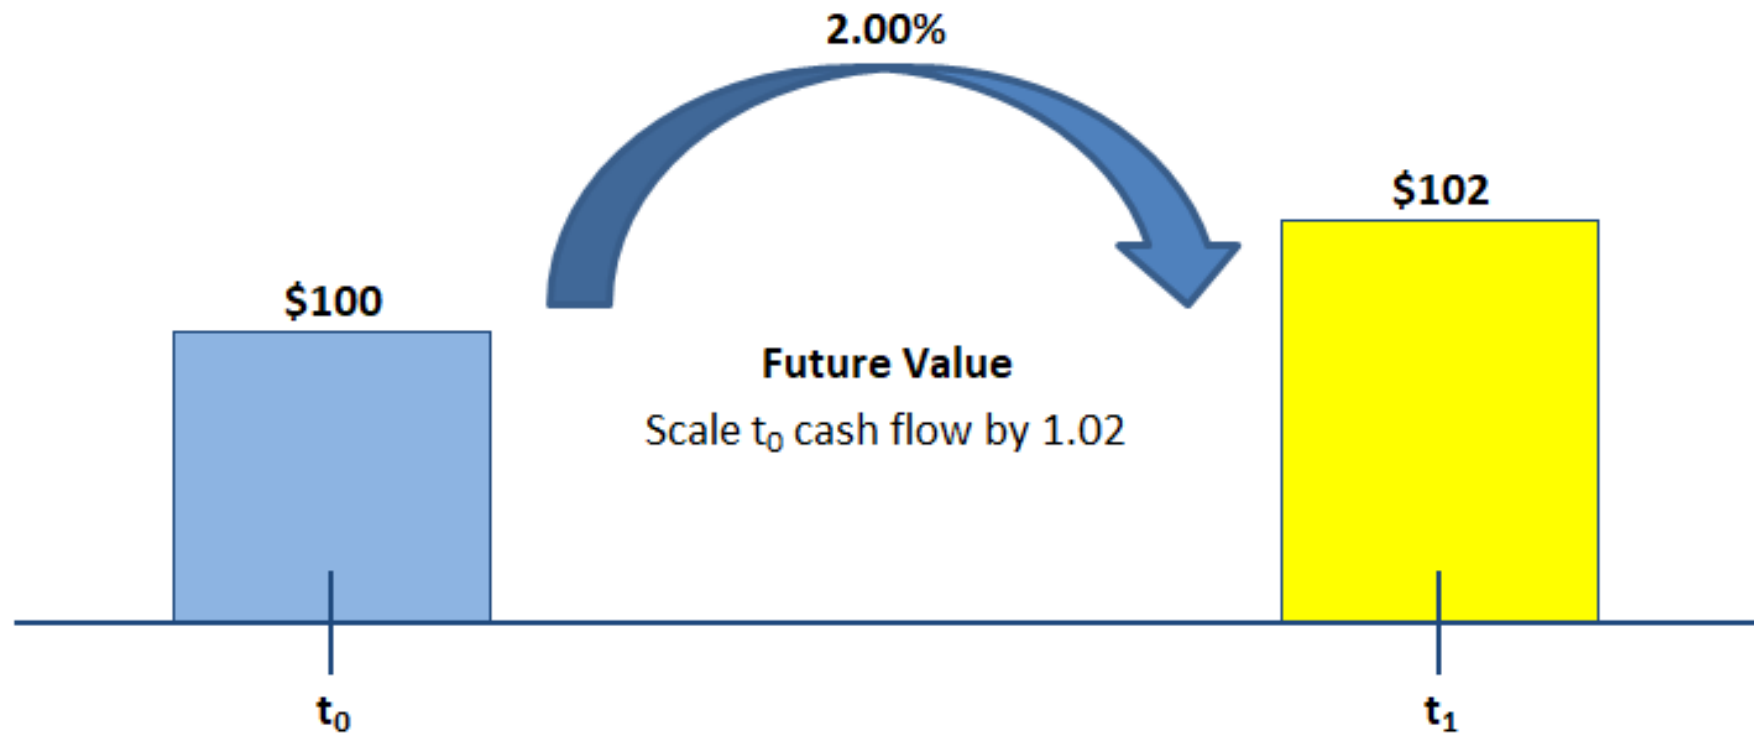 2.00%
$102
$100
Future Value
Scale t₀ cash flow by 1.02
t₀
t₁